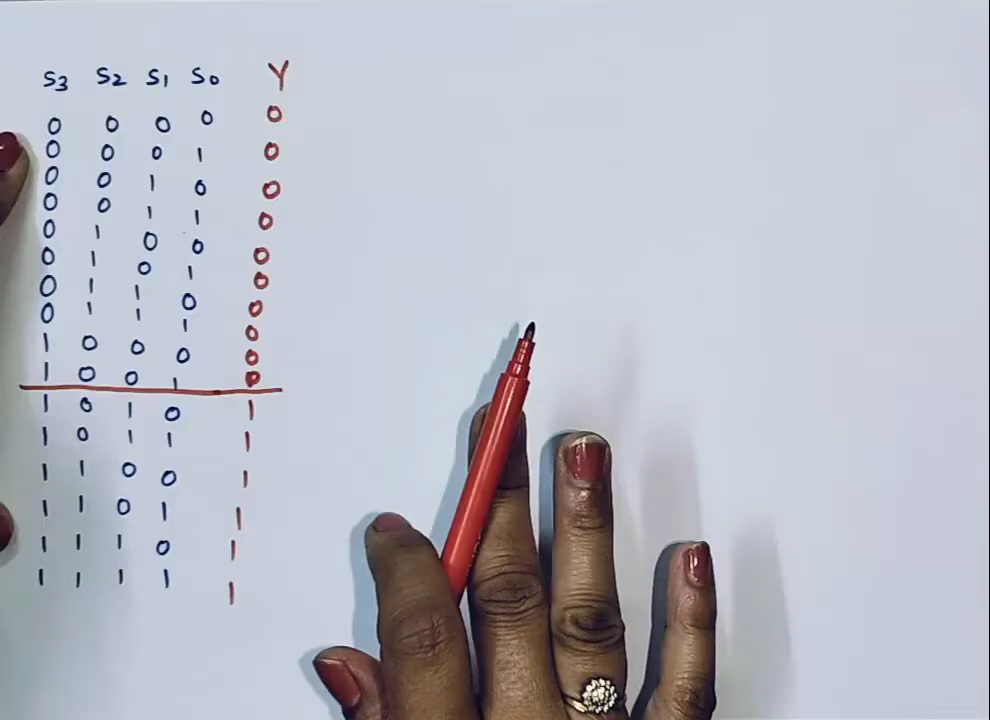 S3 S2 S1 S0 Y
0 0 0 0 0
0 0 0 1 0
0 0 1 0 0
0 0 1 1 0
0 1 0 0 0
0 1 0 1 0
0 1 1 0 0
0 1 1 1 0
1 0 0 0 0
1 0 0 1 0
1 0 1 0 1
1 0 1 1 1
1 1 0 0 1
1 1 0 1 1
1 1 1 0 1
1 1 1 1 1